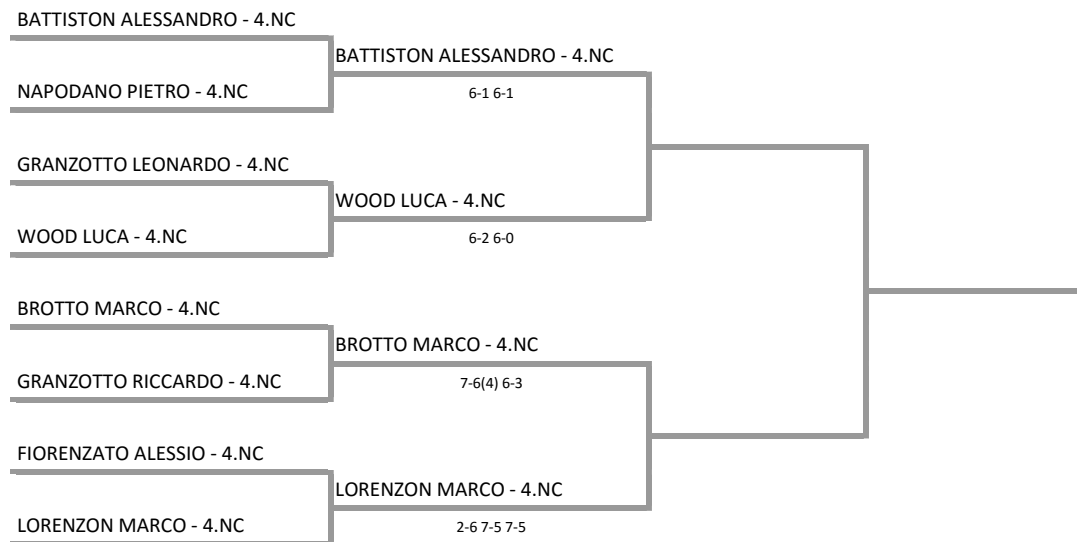 BATTISTON ALESSANDRO - 4.NC
BATTISTON ALESSANDRO - 4.NC
NAPODANO PIETRO - 4.NC
6-1 6-1
GRANZOTTO LEONARDO - 4.NC
WOOD LUCA - 4.NC
WOOD LUCA - 4.NC
6-2 6-0
BROTTO MARCO - 4.NC
BROTTO MARCO - 4.NC
GRANZOTTO RICCARDO - 4.NC
7-6(4) 6-3
FIORENZATO ALESSIO - 4.NC
LORENZON MARCO - 4.NC
LORENZON MARCO - 4.NC
2-6 7-5 7-5